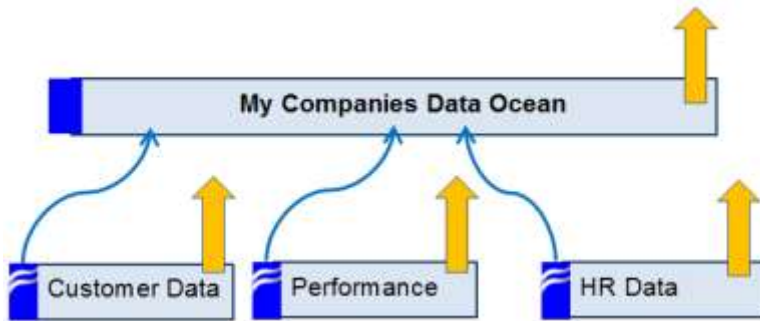 My Companies Data Ocean
Customer Data
Performance
HR Data